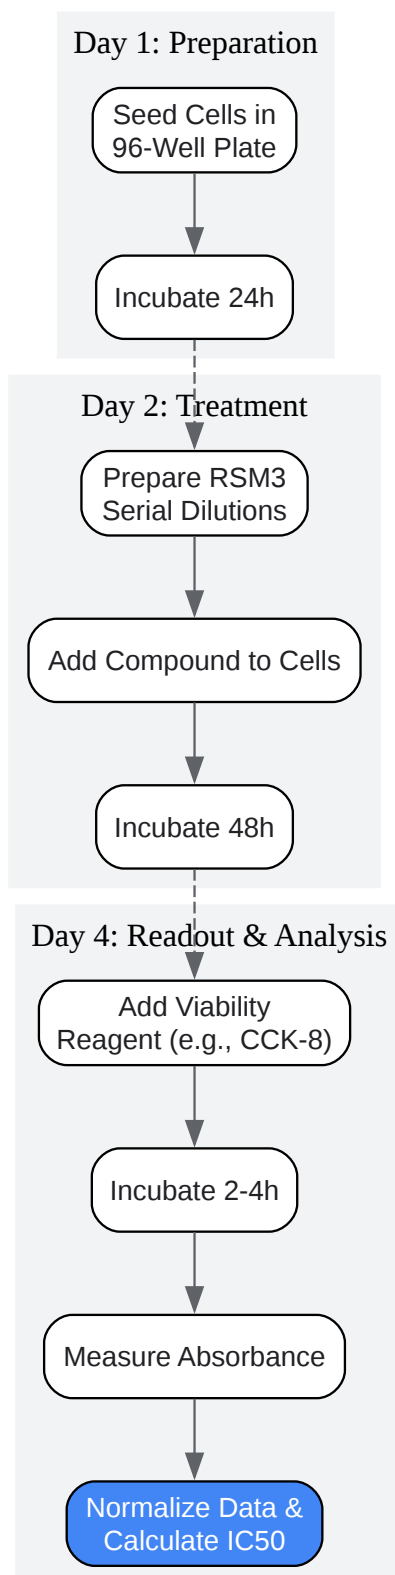 Day 1: Preparation
Seed Cells in
96-Well Plate
Incubate 24h
Day 2: Treatment
Prepare RSM3
Serial Dilutions
Add Compound to Cells
Incubate 48h
Day 4: Readout & Analysis
Add Viability
Reagent (e.g., CCK-8)
Incubate 2-4h
Measure Absorbance
Normalize Data &
Calculate IC50